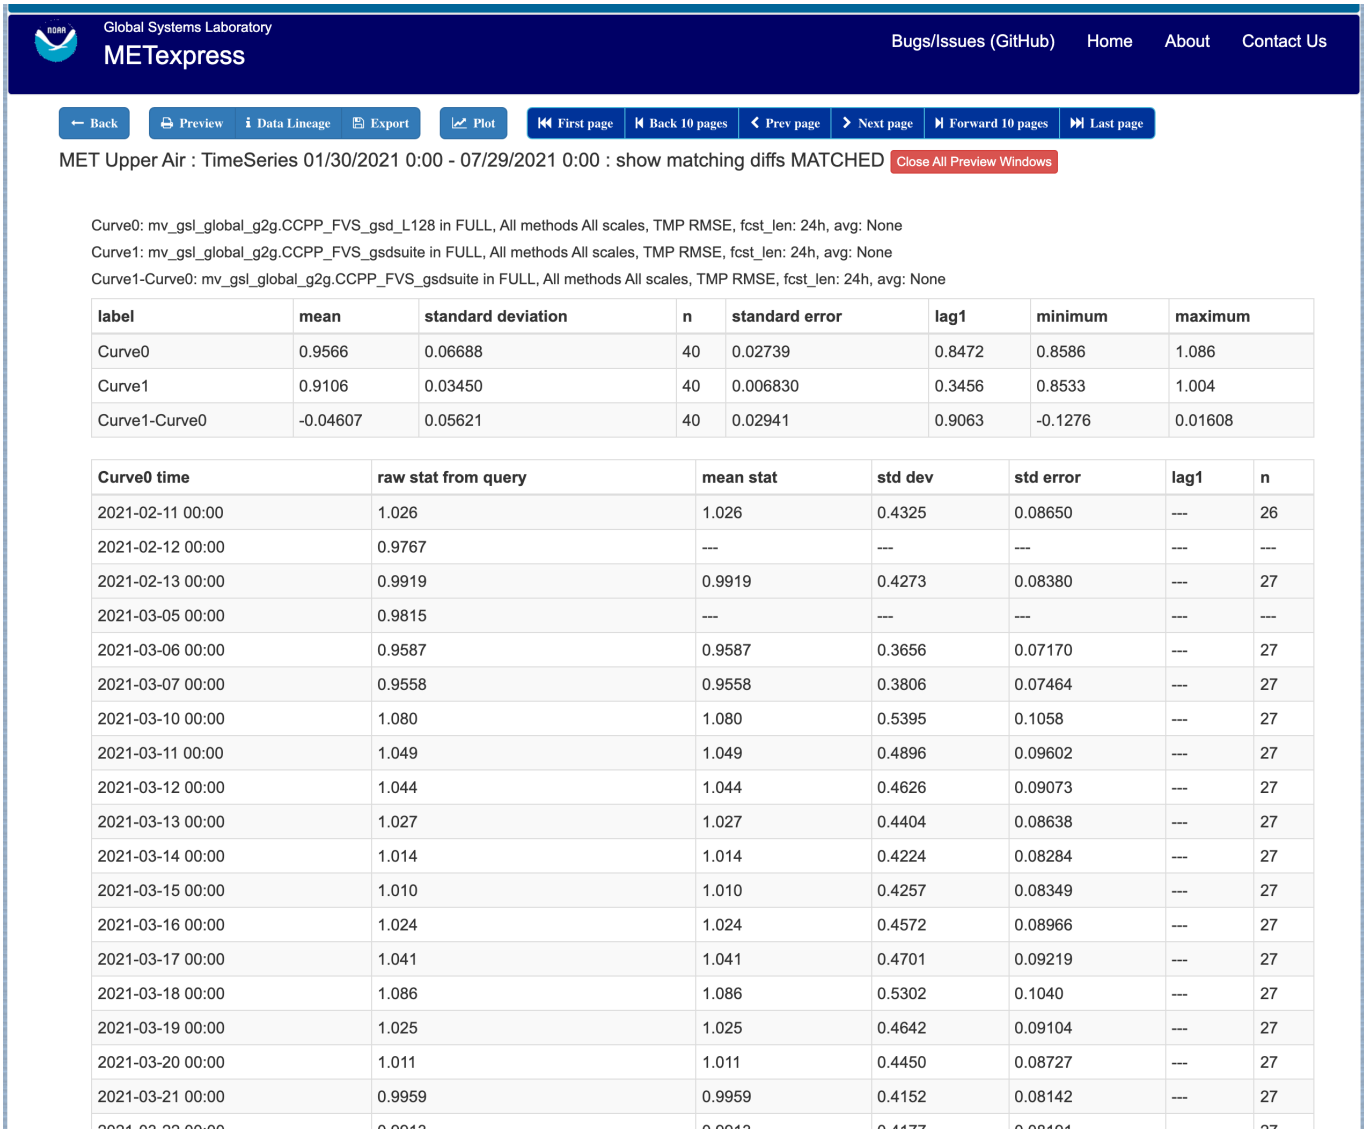 NOAA
Global Systems Laboratory
METexpress
Bugs/Issues (GitHub) Home About Contact Us
Back Preview Data Lineage Export Plot First page Back 10 pages Prev page Next page Forward 10 pages Last page
MET Upper Air : TimeSeries 01/30/2021 0:00 - 07/29/2021 0:00 : show matching diffs MATCHED Close All Preview Windows
Curve0: mv_gsl_global_g2g.CCPP_FVS_gsd_L128 in FULL, All methods All scales, TMP RMSE, fcst_len: 24h, avg: None
Curve1: mv_gsl_global_g2g.CCPP_FVS_gsdsuite in FULL, All methods All scales, TMP RMSE, fcst_len: 24h, avg: None
Curve1-Curve0: mv_gsl_global_g2g.CCPP_FVS_gsdsuite in FULL, All methods All scales, TMP RMSE, fcst_len: 24h, avg: None
label mean standard deviation n standard error lag1 minimum maximum
Curve0 0.9566 0.06688 40 0.02739 0.8472 0.8586 1.086
Curve1 0.9106 0.03450 40 0.006830 0.3456 0.8533 1.004
Curve1-Curve0 -0.04607 0.05621 40 0.02941 0.9063 -0.1276 0.01608
Curve0 time raw stat from query mean stat std dev std error lag1 n
2021-02-11 00:00 1.026 1.026 0.4325 0.08650 --- 26
2021-02-12 00:00 0.9767 --- --- --- --- ---
2021-02-13 00:00 0.9919 0.9919 0.4273 0.08380 --- 27
2021-03-05 00:00 0.9815 --- --- --- --- ---
2021-03-06 00:00 0.9587 0.9587 0.3656 0.07170 --- 27
2021-03-07 00:00 0.9558 0.9558 0.3806 0.07464 --- 27
2021-03-10 00:00 1.080 1.080 0.5395 0.1058 --- 27
2021-03-11 00:00 1.049 1.049 0.4896 0.09602 --- 27
2021-03-12 00:00 1.044 1.044 0.4626 0.09073 --- 27
2021-03-13 00:00 1.027 1.027 0.4404 0.08638 --- 27
2021-03-14 00:00 1.014 1.014 0.4224 0.08284 --- 27
2021-03-15 00:00 1.010 1.010 0.4257 0.08349 --- 27
2021-03-16 00:00 1.024 1.024 0.4572 0.08966 --- 27
2021-03-17 00:00 1.041 1.041 0.4701 0.09219 --- 27
2021-03-18 00:00 1.086 1.086 0.5302 0.1040 --- 27
2021-03-19 00:00 1.025 1.025 0.4642 0.09104 --- 27
2021-03-20 00:00 1.011 1.011 0.4450 0.08727 --- 27
2021-03-21 00:00 0.9959 0.9959 0.4152 0.08142 --- 27